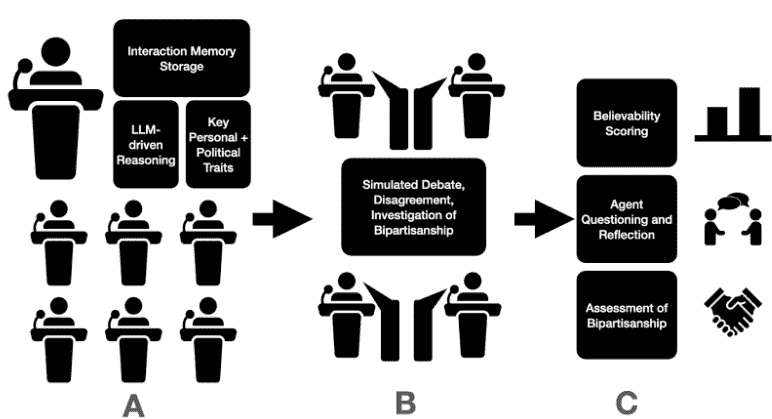 Interaction Memory
Storage
LLM-
driven
Reasoning
Key
Personal +
Political
Traits
Simulated Debate,
Disagreement,
Investigation of
Bipartisanship
Believability
Scoring
Agent
Questioning and
Reflection
Assessment of
Bipartisanship
A
B
C